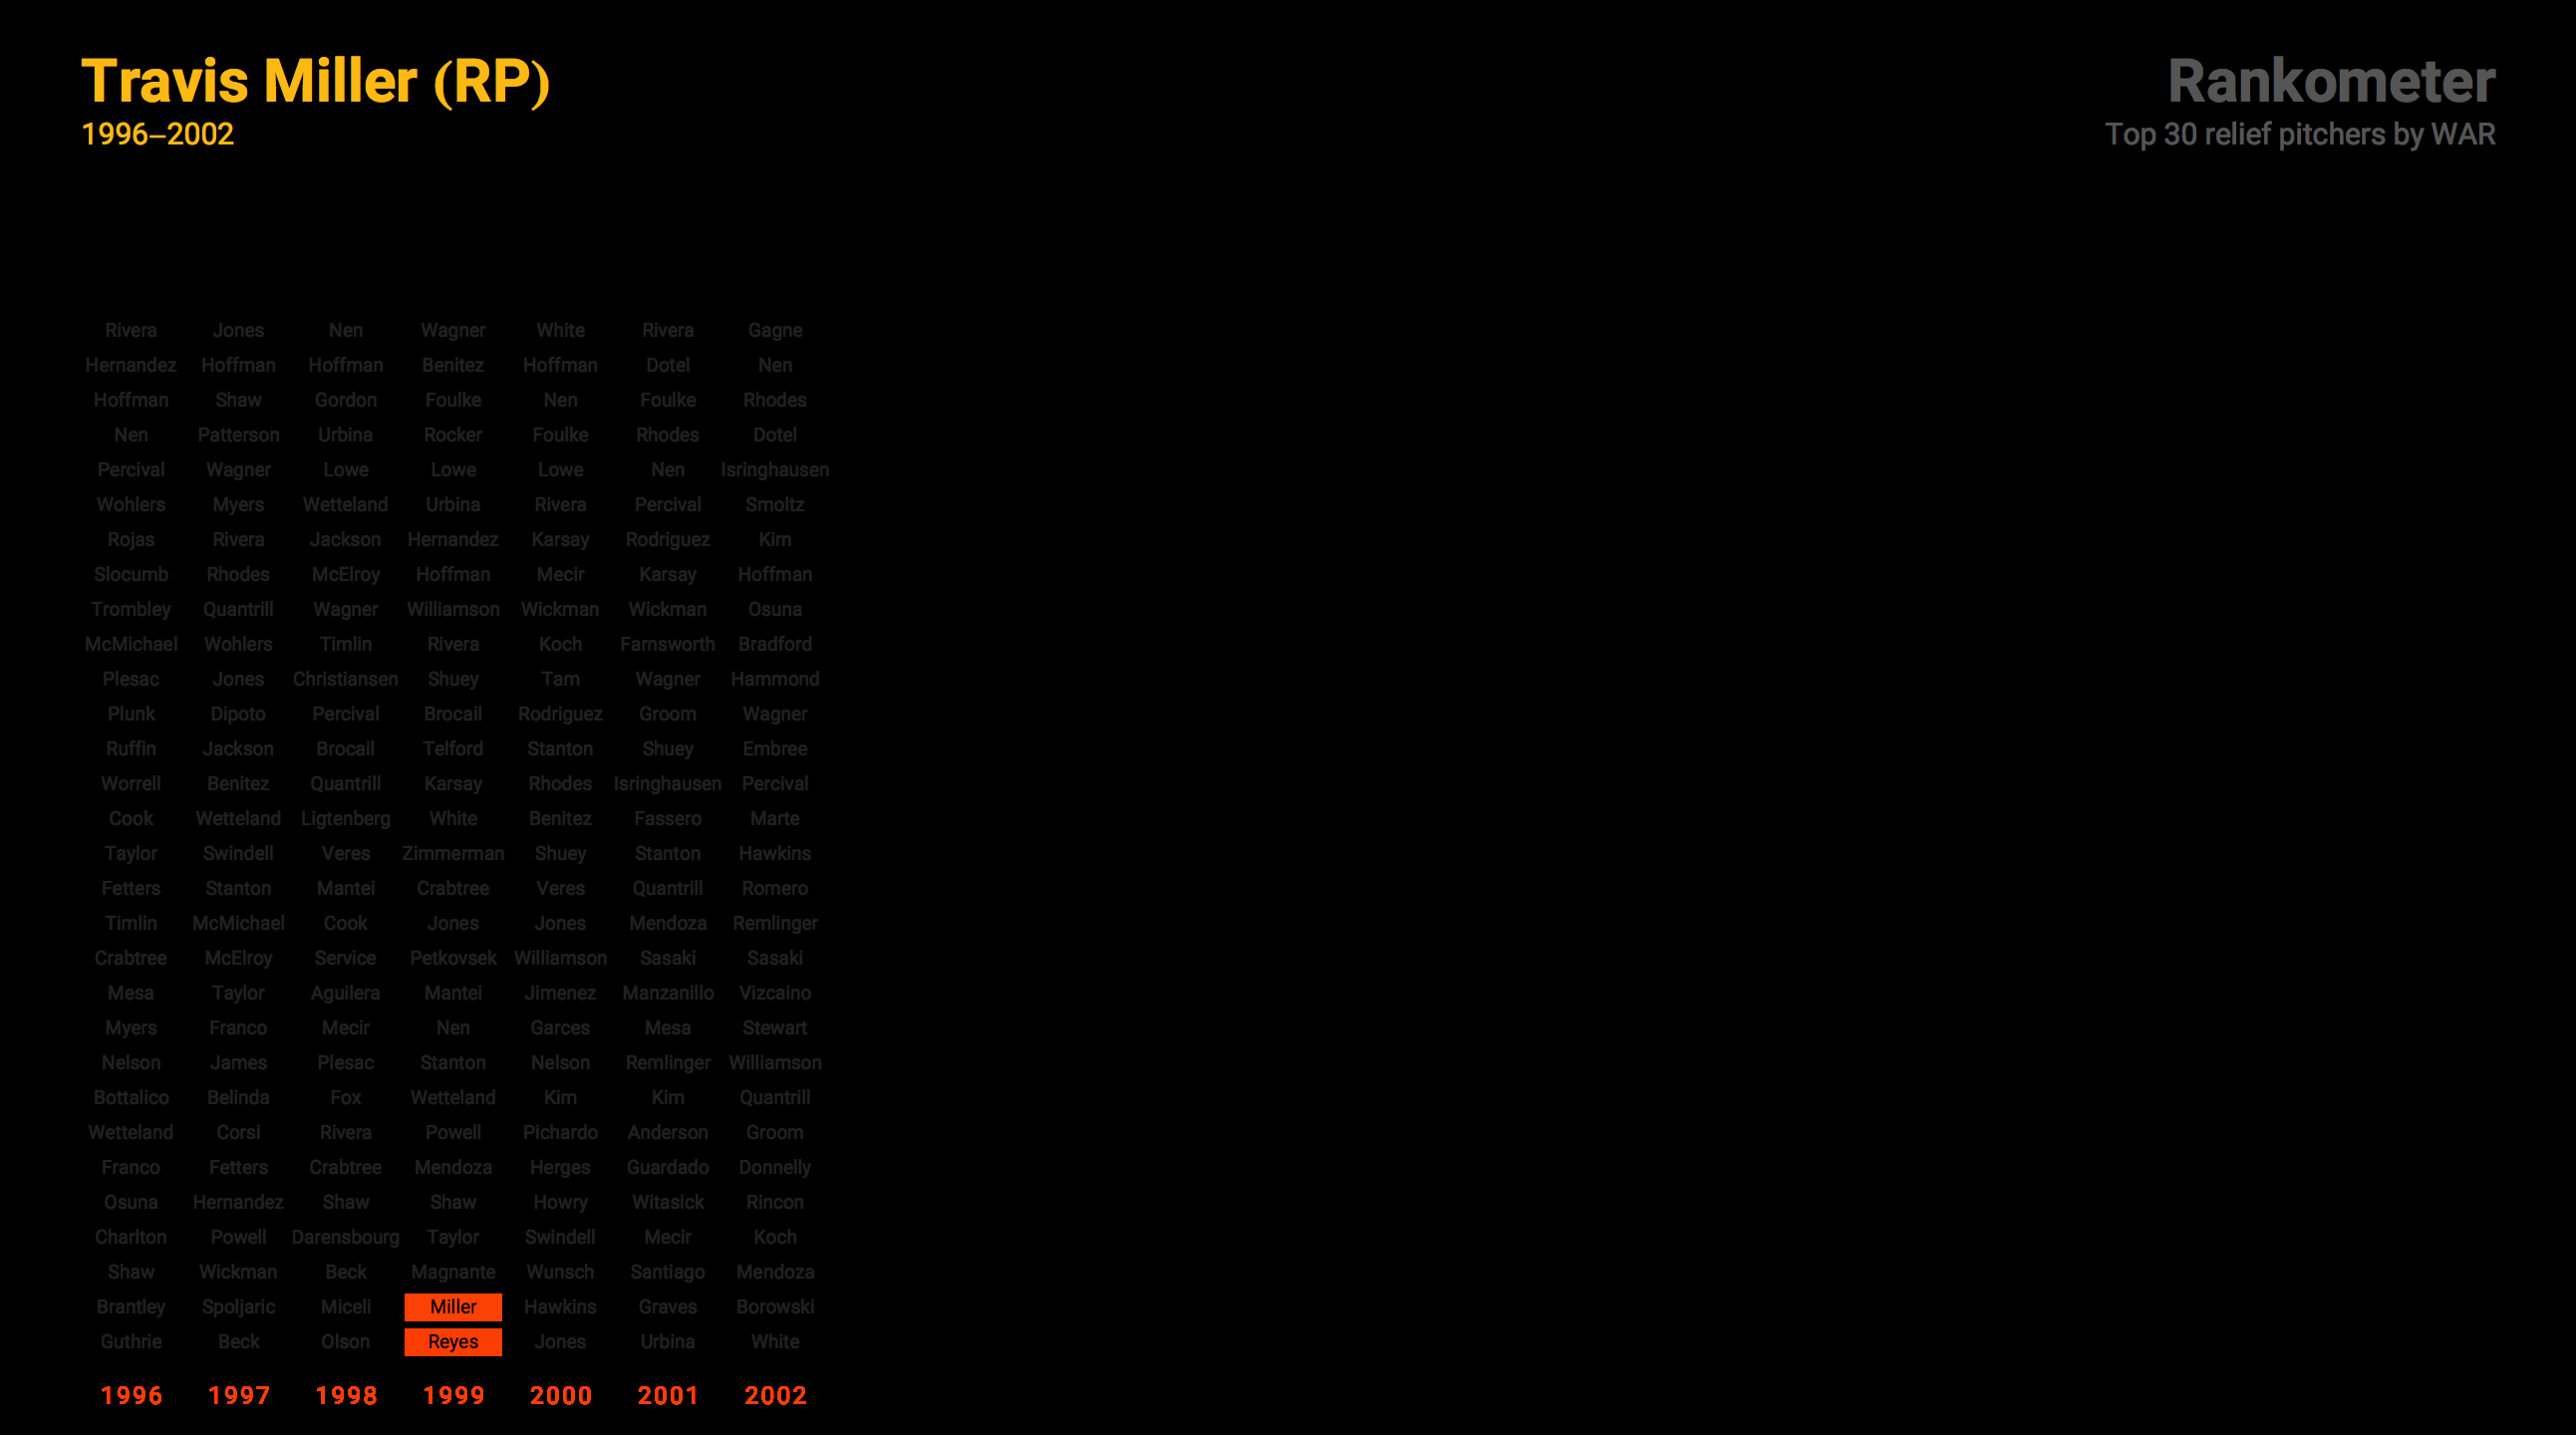 Travis Miller (RP)
1996–2002
Rankometer
Top 30 relief pitchers by WAR
Rivera Jones Nen Wagner White Rivera Gagne
Hernandez Hoffman Hoffman Benitez Hoffman Dotel Nen
Hoffman Shaw Gordon Foulke Nen Foulke Rhodes
Nen Patterson Urbina Rocker Foulke Rhodes Dotel
Percival Wagner Lowe Lowe Lowe Nen Isringhausen
Wohlers Myers Wetteland Urbina Rivera Percival Smoltz
Rojas Rivera Jackson Hernandez Karsay Rodriguez Kim
Slocumb Rhodes McElroy Hoffman Mecir Karsay Hoffman
Trombley Quantrill Wagner Williamson Wickman Wickman Osuna
McMichael Wohlers Timlin Rivera Koch Farnsworth Bradford
Plesac Jones Christiansen Shuey Tam Wagner Hammond
Plunk Dipoto Percival Brocail Rodriguez Groom Wagner
Ruffin Jackson Brocail Telford Stanton Shuey Embree
Worrell Benitez Quantrill Karsay Rhodes Isringhausen Percival
Cook Wetteland Ligtenberg White Benitez Fassero Marte
Taylor Swindell Veres Zimmerman Shuey Stanton Hawkins
Fetters Stanton Mantei Crabtree Veres Quantrill Romero
Timlin McMichael Cook Jones Jones Mendoza Remlinger
Crabtree McElroy Service Petkovsek Williamson Sasaki Sasaki
Mesa Taylor Aguilera Mantei Jimenez Manzanillo Vizcaino
Myers Franco Mecir Nen Garces Mesa Stewart
Nelson James Plesac Stanton Nelson Remlinger Williamson
Bottalico Belinda Fox Wetteland Kim Kim Quantrill
Wetteland Corsi Rivera Powell Pichardo Anderson Groom
Franco Fetters Crabtree Mendoza Herges Guardado Donnelly
Osuna Hernandez Shaw Shaw Howry Witasick Rincon
Charlton Powell Darensbourg Taylor Swindell Mecir Koch
Shaw Wickman Beck Magnante Wunsch Santiago Mendoza
Brantley Spoljaric Miceli Miller Hawkins Graves Borowski
Guthrie Beck Olson Reyes Jones Urbina White
1996 1997 1998 1999 2000 2001 2002